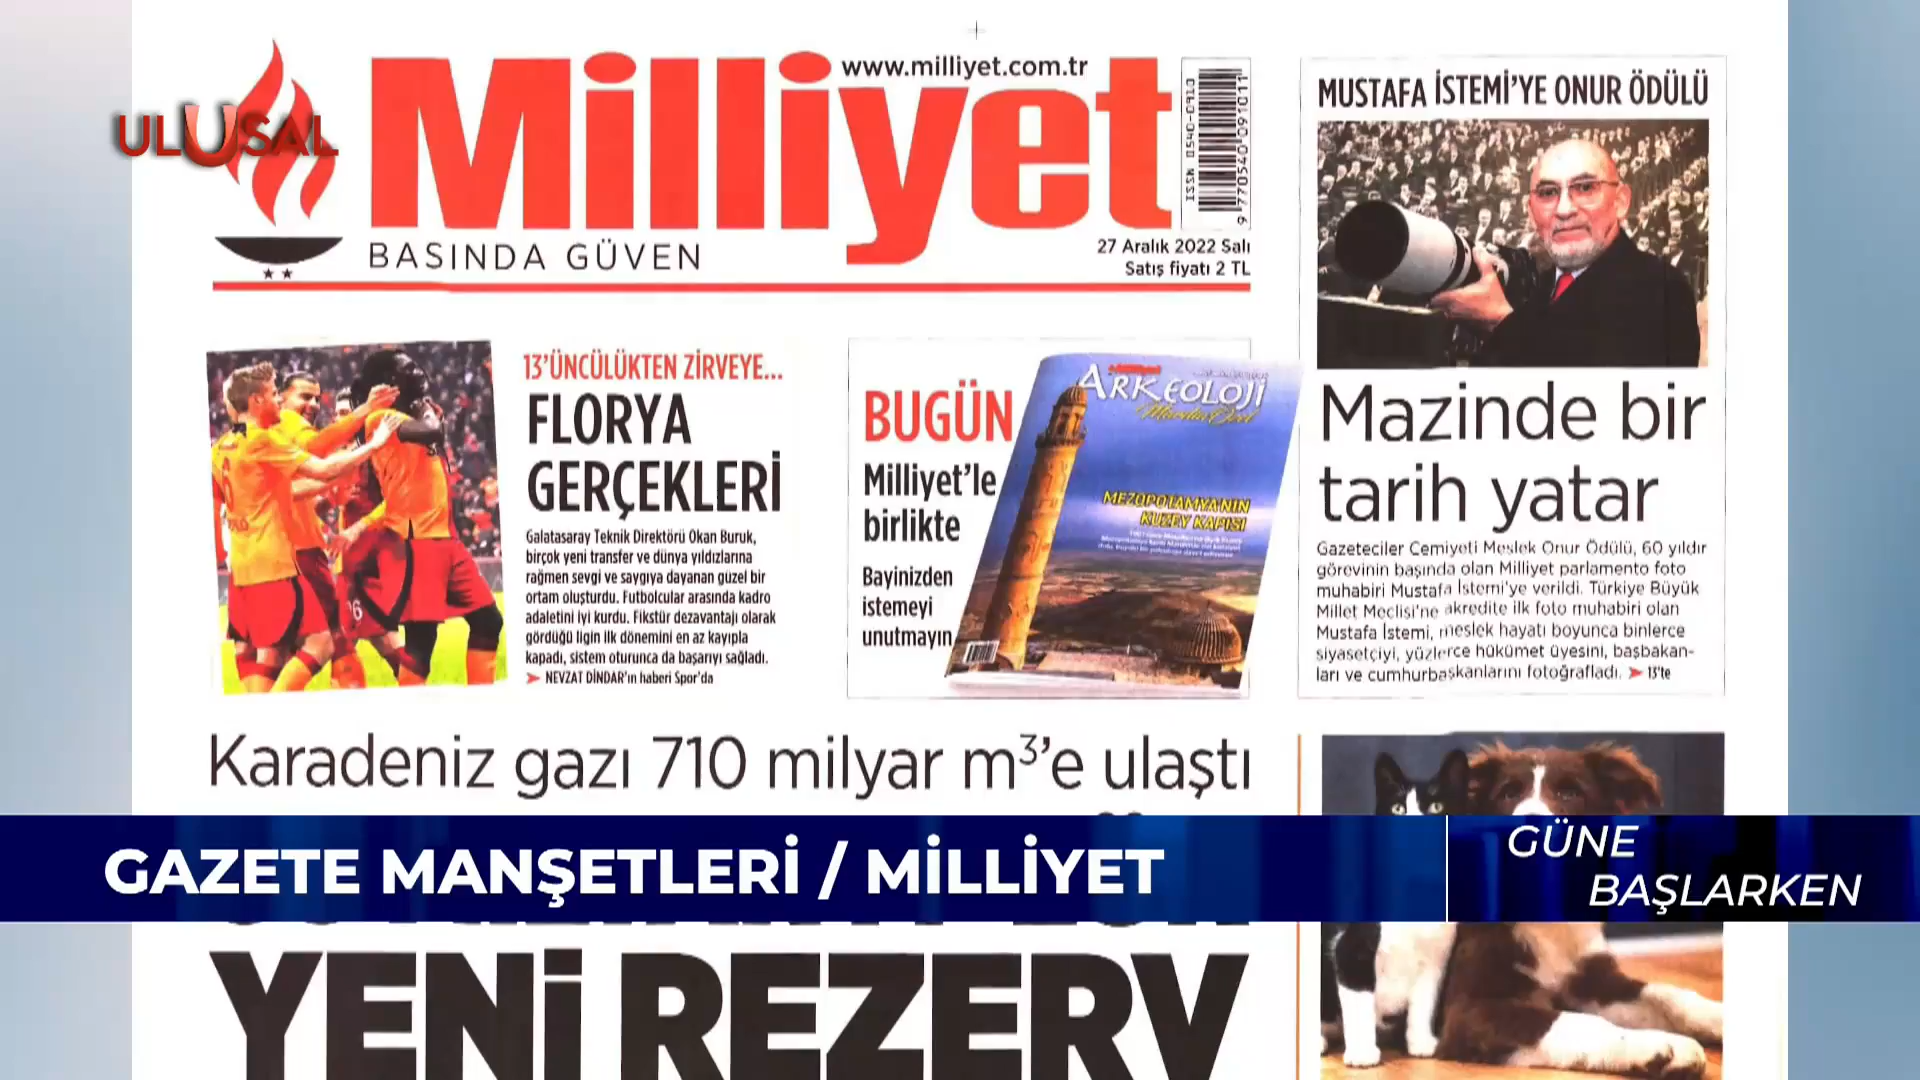 ULUSAL
Milliyet
www.milliyet.com.tr
BASINDA GÜVEN
27 Aralık 2022 Salı
Satış fiyatı 2 TL
ISSN 0540-0910
9 770540 091011
MUSTAFA İSTEMİ'YE ONUR ÖDÜLÜ
13'ÜNCÜLÜKTEN ZİRVEYE...
FLORYA
GERÇEKLERİ
Galatasaray Teknik Direktörü Okan Buruk,
birçok yeni transfer ve dünya yıldızlarına
rağmen sevgi ve saygıya dayanan güzel bir
ortam oluşturdu. Futbolcular arasında kadro
adaletini iyi kurdu. Fikstür dezavantajı olarak
gördüğü ligin ilk dönemini en az kayıpla
kapadı, sistem oturunca da başarıyı sağladı.
NEVZAT DİNDAR'ın haberi Spor'da
BUGÜN
Milliyet'le
birlikte
Bayinizden
istemeyi
unutmayın
ARKEOLOJİ
Mardin Özel
MEZOPOTAMYA'NIN
KUZEY KAPISI
Mazinde bir
tarih yatar
Gazeteciler Cemiyeti Meslek Onur Ödülü, 60 yıldır
görevinin başında olan Milliyet parlamento foto
muhabiri Mustafa İstemi'ye verildi. Türkiye Büyük
Millet Meclisi'ne akredite ilk foto muhabiri olan
Mustafa İstemi, meslek hayatı boyunca binlerce
siyasetçiyi, yüzlerce hükümet üyesini, başbakan-
ları ve cumhurbaşkanlarını fotoğrafladı. 13'te
Karadeniz gazı 710 milyar m³'e ulaştı
GAZETE MANŞETLERİ / MİLLİYET
GÜNE
BAŞLARKEN
YENİ REZERV